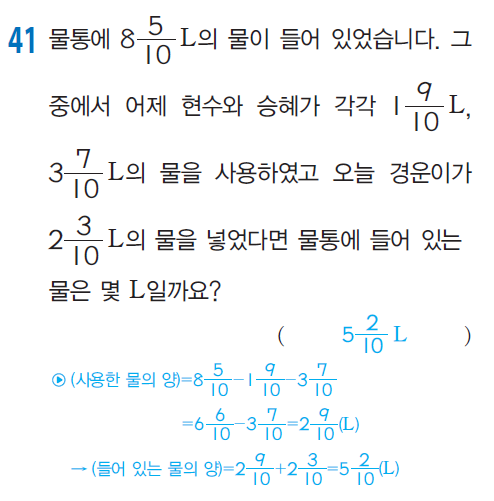 41 물통에 8 5/10 L의 물이 들어 있었습니다. 그
중에서 어제 현수와 승혜가 각각 1 9/10 L,
3 7/10 L의 물을 사용하였고 오늘 경운이가
2 3/10 L의 물을 넣었다면 물통에 들어 있는
물은 몇 L일까요?
( 5 2/10 L )
▷ (사용한 물의 양)=8 5/10-1 9/10-3 7/10
=6 6/10-3 7/10=2 9/10(L)
→ (들어 있는 물의 양)=2 9/10+2 3/10=5 2/10(L)